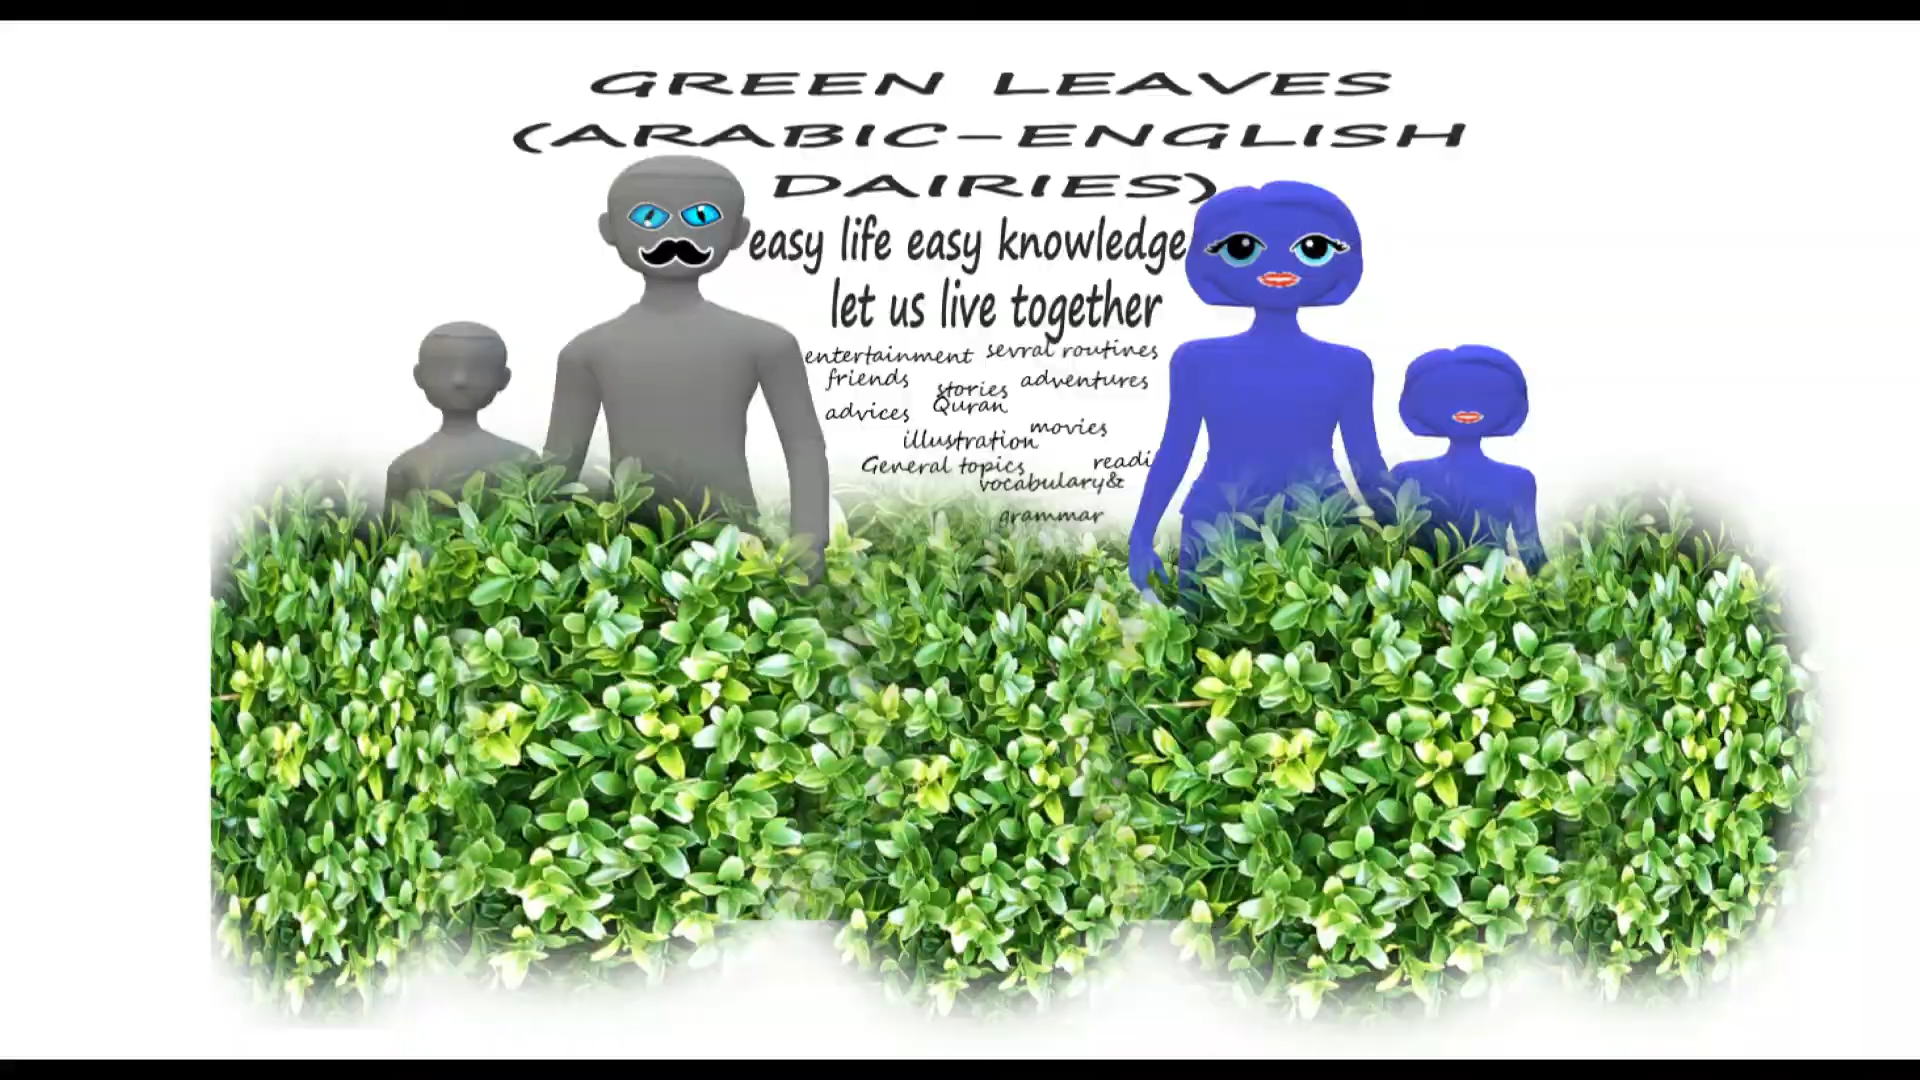 GREEN LEAVES
(ARABIC-ENGLISH
DAIRIES)
easy life easy knowledge
let us live together
entertainment sevral routines
friends stories adventures
advices Quran
illustration movies
General topics readi
vocabulary&
grammar